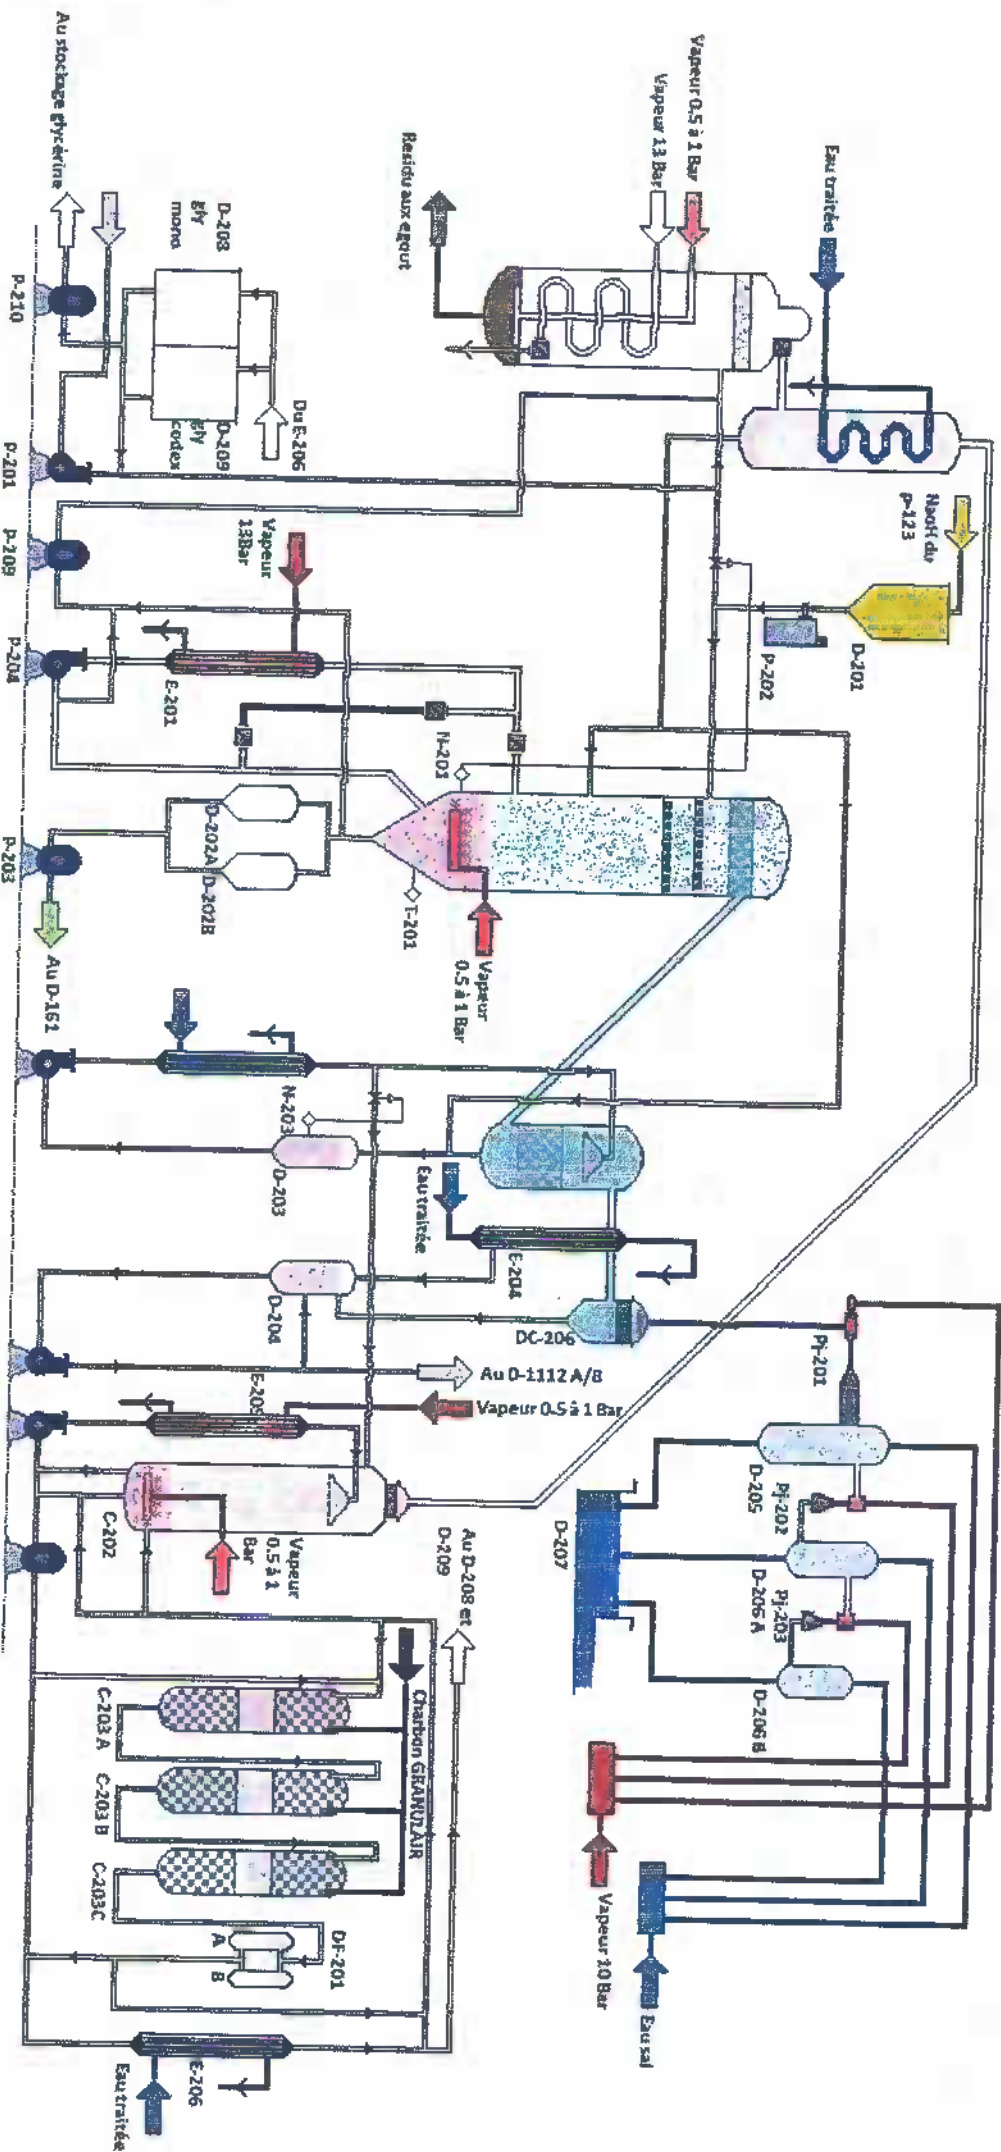 Au stockage glycérine
D-208
gly
mono
D-209
gly
codex
Du E-206
P-210
P-201
P-209
P-204
P-203
Residu aux egout
Vapeur 13 Bar
Vapeur 0.5 à 1 Bar
Eau traitée
NaoH du
P-123
D-201
P-202
Vapeur
13Bar
E-201
N-201
D-202A
D-202B
T-201
Vapeur
0.5 à 1 Bar
Au D-161
N-203
D-203
Eau traitée
E-204
D-204
DC-206
Au D-1112 A/B
E-205
Vapeur 0.5 à 1 Bar
C-202
Vapeur
0.5 à 1
Bar
Au D-208 et
D-209
Pj-201
D-205
Pj-202
D-206 A
Pj-203
D-206 B
D-207
Vapeur 10 Bar
Charbon GRANULAIR
C-203 A
C-203 B
C-203C
DF-201
A
B
E-206
Eau traitée